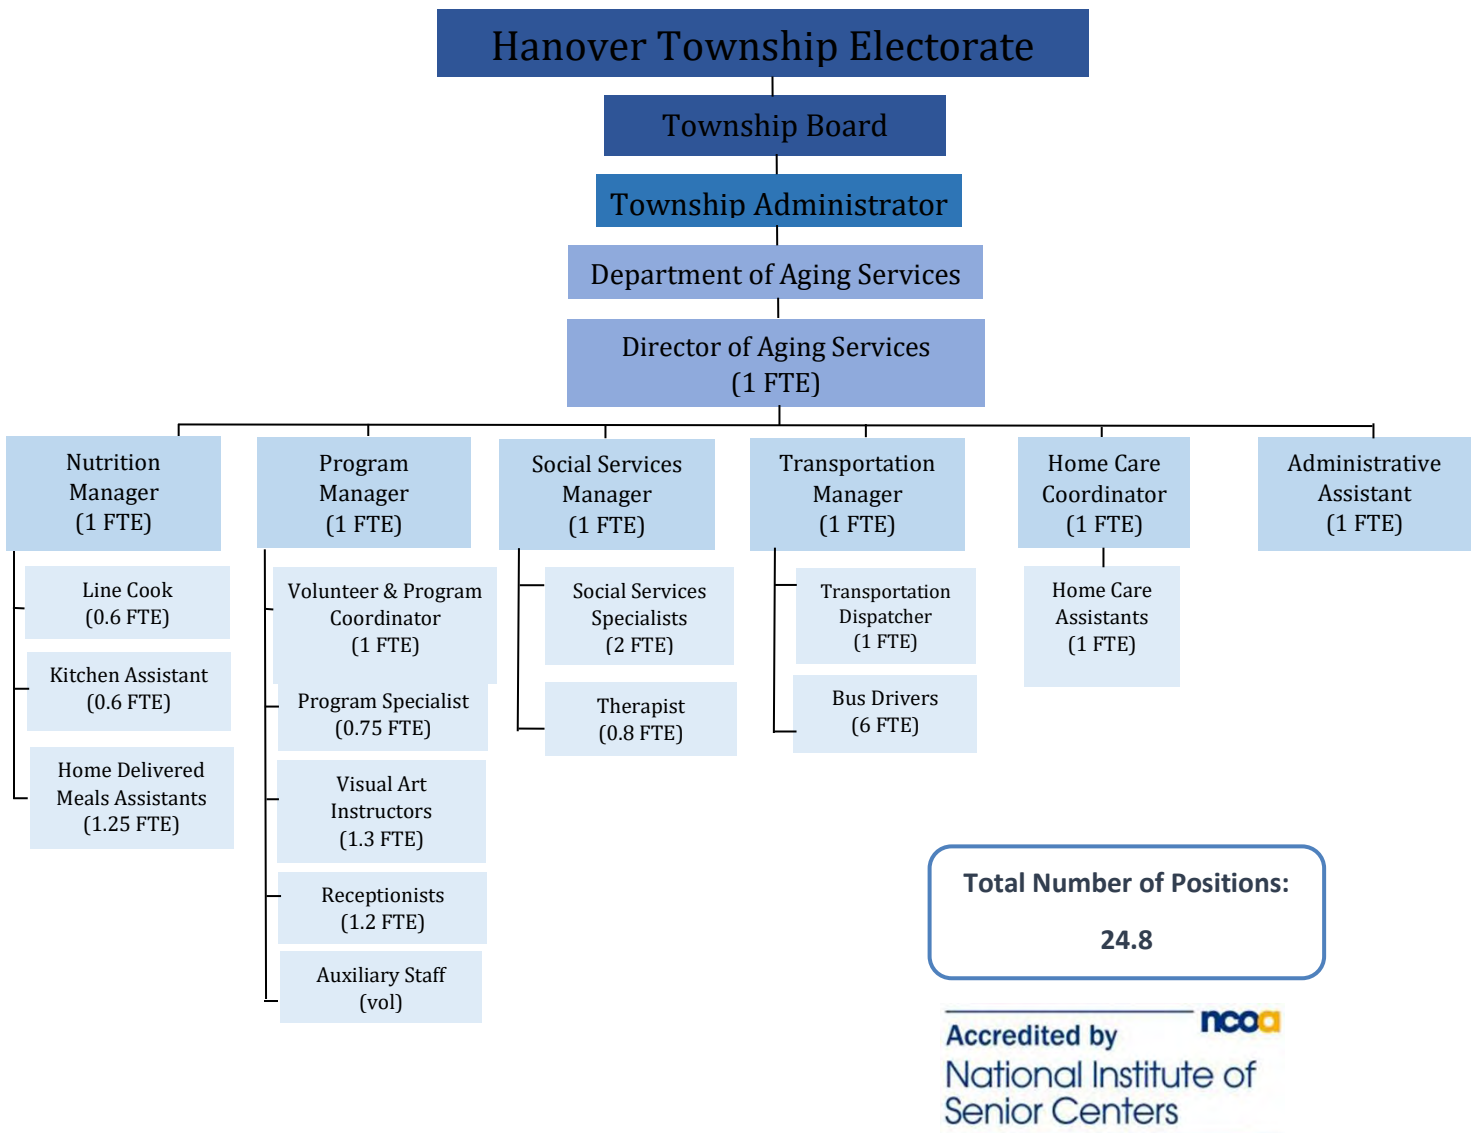 Hanover Township Electorate
Township Board
Township Administrator
Department of Aging Services
Director of Aging Services
(1 FTE)
Nutrition
Manager
(1 FTE)
Line Cook
(0.6 FTE)
Kitchen Assistant
(0.6 FTE)
Home Delivered
Meals Assistants
(1.25 FTE)
Program
Manager
(1 FTE)
Volunteer & Program
Coordinator
(1 FTE)
Program Specialist
(0.75 FTE)
Visual Art
Instructors
(1.3 FTE)
Receptionists
(1.2 FTE)
Auxiliary Staff
(vol)
Social Services
Manager
(1 FTE)
Social Services
Specialists
(2 FTE)
Therapist
(0.8 FTE)
Transportation
Manager
(1 FTE)
Transportation
Dispatcher
(1 FTE)
Bus Drivers
(6 FTE)
Home Care
Coordinator
(1 FTE)
Home Care
Assistants
(1 FTE)
Administrative
Assistant
(1 FTE)
Total Number of Positions:
24.8
ncoa
Accredited by
National Institute of
Senior Centers